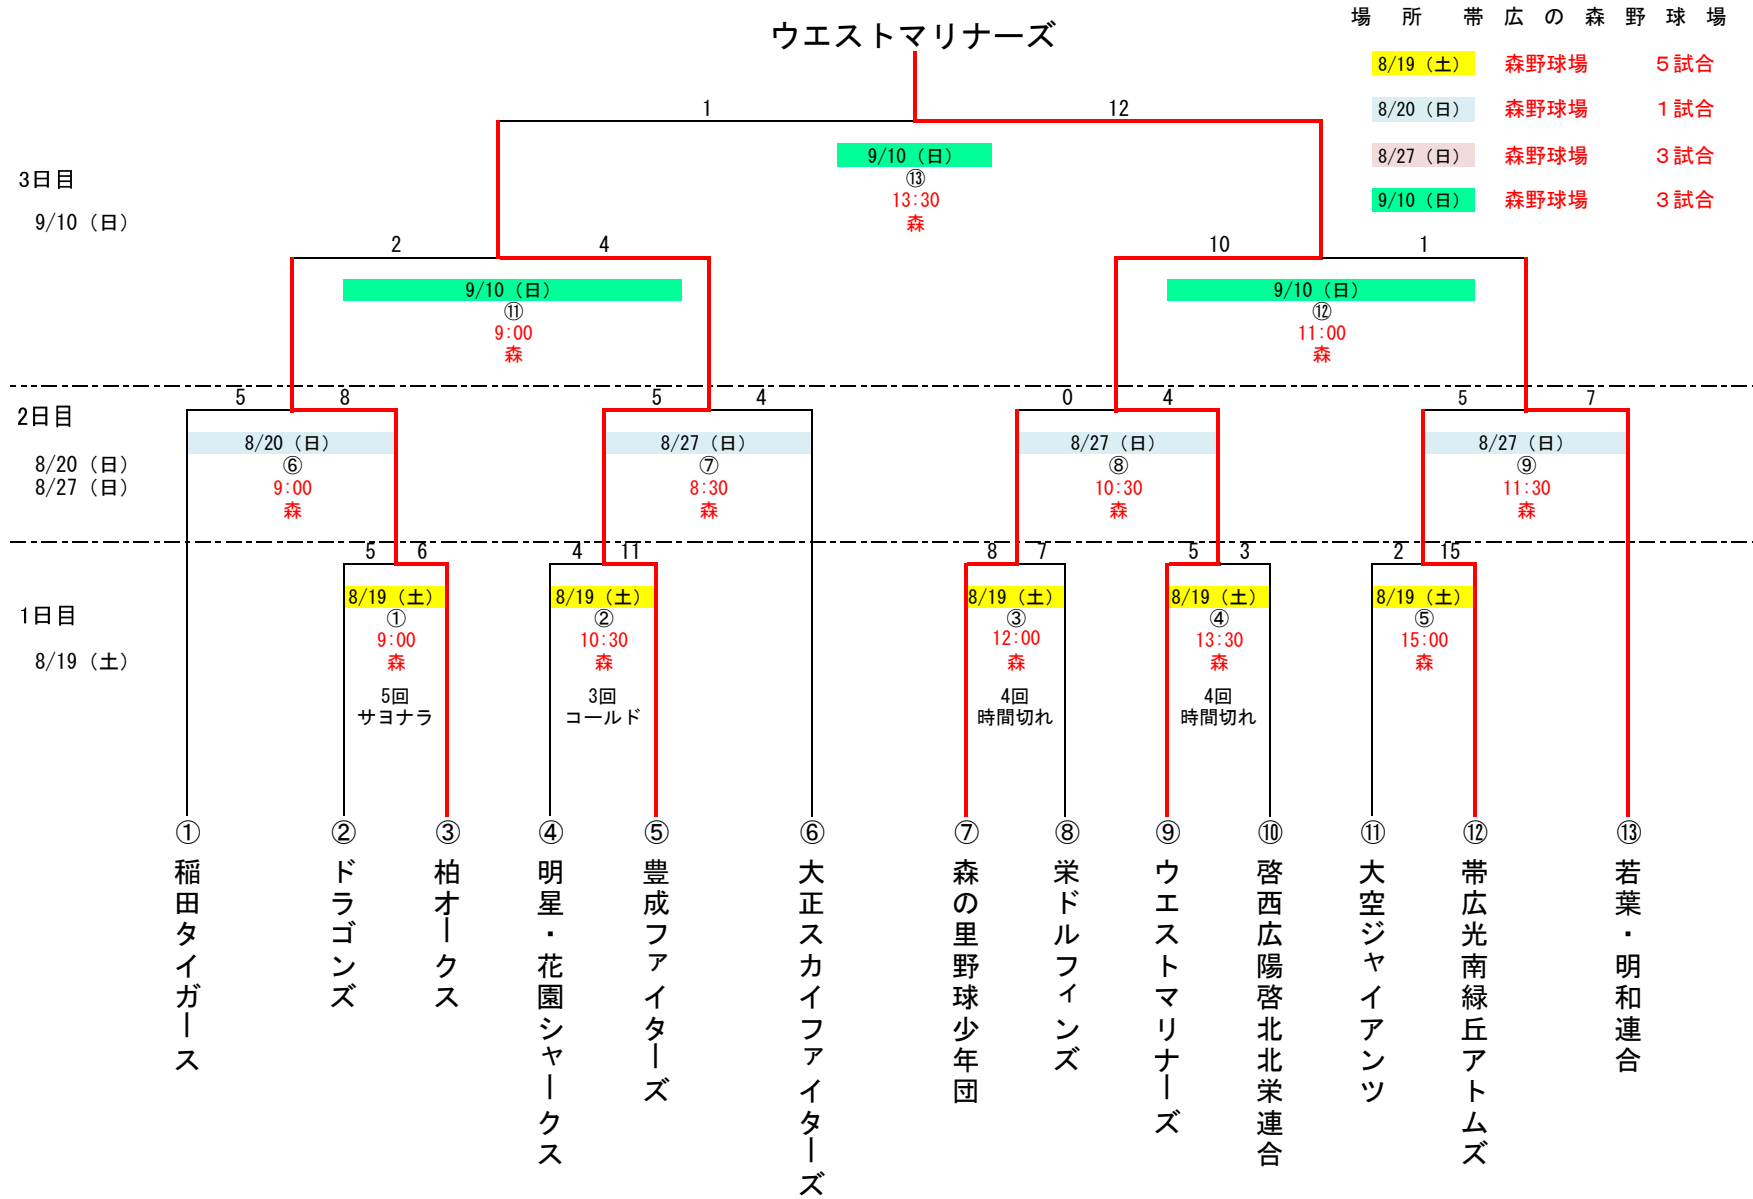 場 所 帯広の森野球場
ウエストマリナーズ
8/19（土） 森野球場 5試合
8/20（日） 森野球場 1試合
8/27（日） 森野球場 3試合
9/10（日） 森野球場 3試合
1 12
9/10（日）
⑬
13:30
森
3日目
9/10（日）
2 4 10 1
9/10（日） 9/10（日）
⑪ ⑫
9:00 11:00
森 森
5 8 5 4 0 4 5 7
2日目
8/20（日）
8/27（日）
8/20（日） 8/27（日） 8/27（日） 8/27（日）
⑥ ⑦ ⑧ ⑨
9:00 8:30 10:30 11:30
森 森 森 森
5 6 4 11 8 7 5 3 2 15
1日目
8/19（土）
8/19（土） 8/19（土） 8/19（土） 8/19（土） 8/19（土）
① ② ③ ④ ⑤
9:00 10:30 12:00 13:30 15:00
森 森 森 森 森
5回 3回 4回 4回
サヨナラ コールド 時間切れ 時間切れ
① 稲田タイガース
② ドラゴンズ
③ 柏オークス
④ 明星・花園シャークス
⑤ 豊成ファイターズ
⑥ 大正スカイファイターズ
⑦ 森の里野球少年団
⑧ 栄ドルフィンズ
⑨ ウエストマリナーズ
⑩ 啓西広陽啓北北栄連合
⑪ 大空ジャイアンツ
⑫ 帯広光南緑丘アトムズ
⑬ 若葉・明和連合